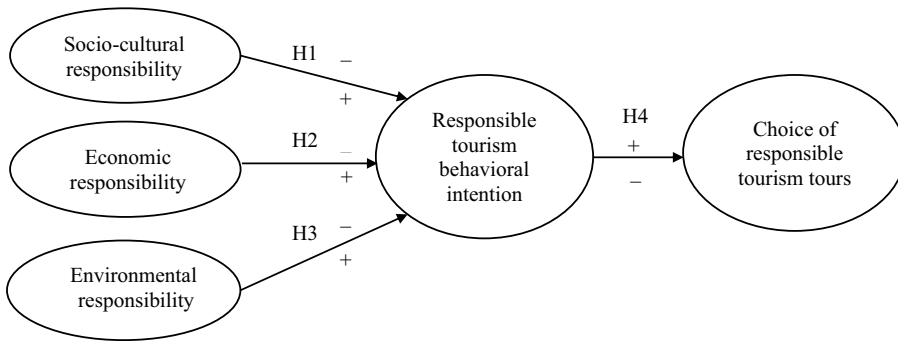 Socio-cultural
responsibility
H1
–
+
Economic
responsibility
H2
–
+
Environmental
responsibility
H3
–
+
Responsible
tourism
behavioral
intention
H4
+
–
Choice of
responsible
tourism tours